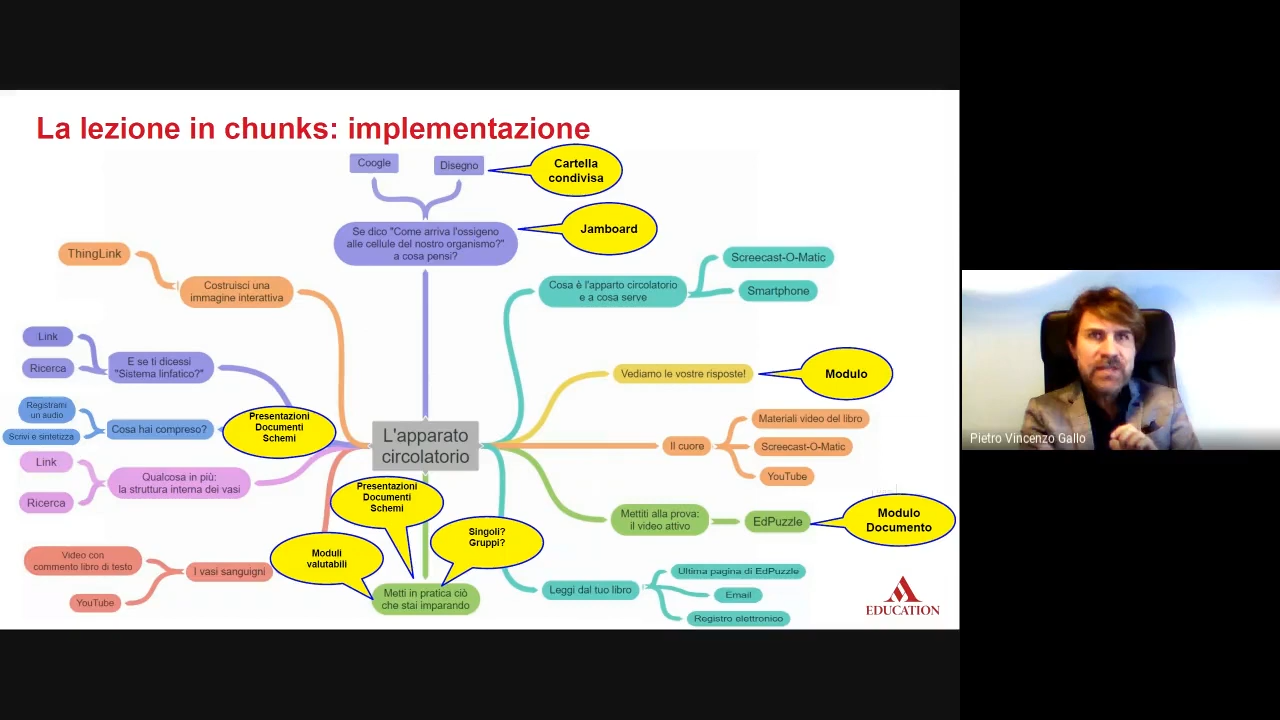 La lezione in chunks: implementazione
Coogle
Disegno
Cartella
condivisa
Se dico "Come arriva l'ossigeno
alle cellule del nostro organismo?"
a cosa pensi?
Jamboard
ThingLink
Costruisci una
immagine interattiva
Cosa è l'apparto circolatorio
e a cosa serve
Screecast-O-Matic
Smartphone
Link
Ricerca
E se ti dicessi
"Sistema linfatico?"
Vediamo le vostre risposte!
Modulo
Registrami
un audio
Scrivi e sintetizza
Cosa hai compreso?
Presentazioni
Documenti
Schemi
L'apparato
circolatorio
Il cuore
Materiali video del libro
Screecast-O-Matic
YouTube
Link
Ricerca
Qualcosa in più:
la struttura interna dei vasi
Presentazioni
Documenti
Schemi
Singoli?
Gruppi?
Mettiti alla prova:
il video attivo
EdPuzzle
Modulo
Documento
Video con
commento libro di testo
YouTube
I vasi sanguigni
Moduli
valutabili
Metti in pratica ciò
che stai imparando
Leggi dal tuo libro
Ultima pagina di EdPuzzle
Email
Registro elettronico
EDUCATION
Pietro Vincenzo Gallo